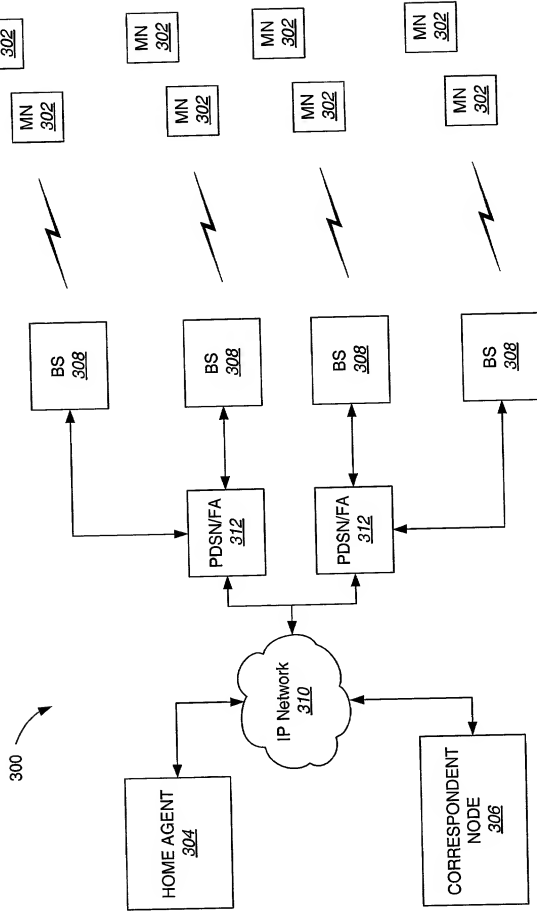 300
HOME AGENT
304
CORRESPONDENT
NODE
306
IP Network
310
PDSN/FA
312
PDSN/FA
312
BS
308
BS
308
BS
308
BS
308
MN
302
302
MN
302
MN
302
MN
302
MN
302
MN
302
MN
302